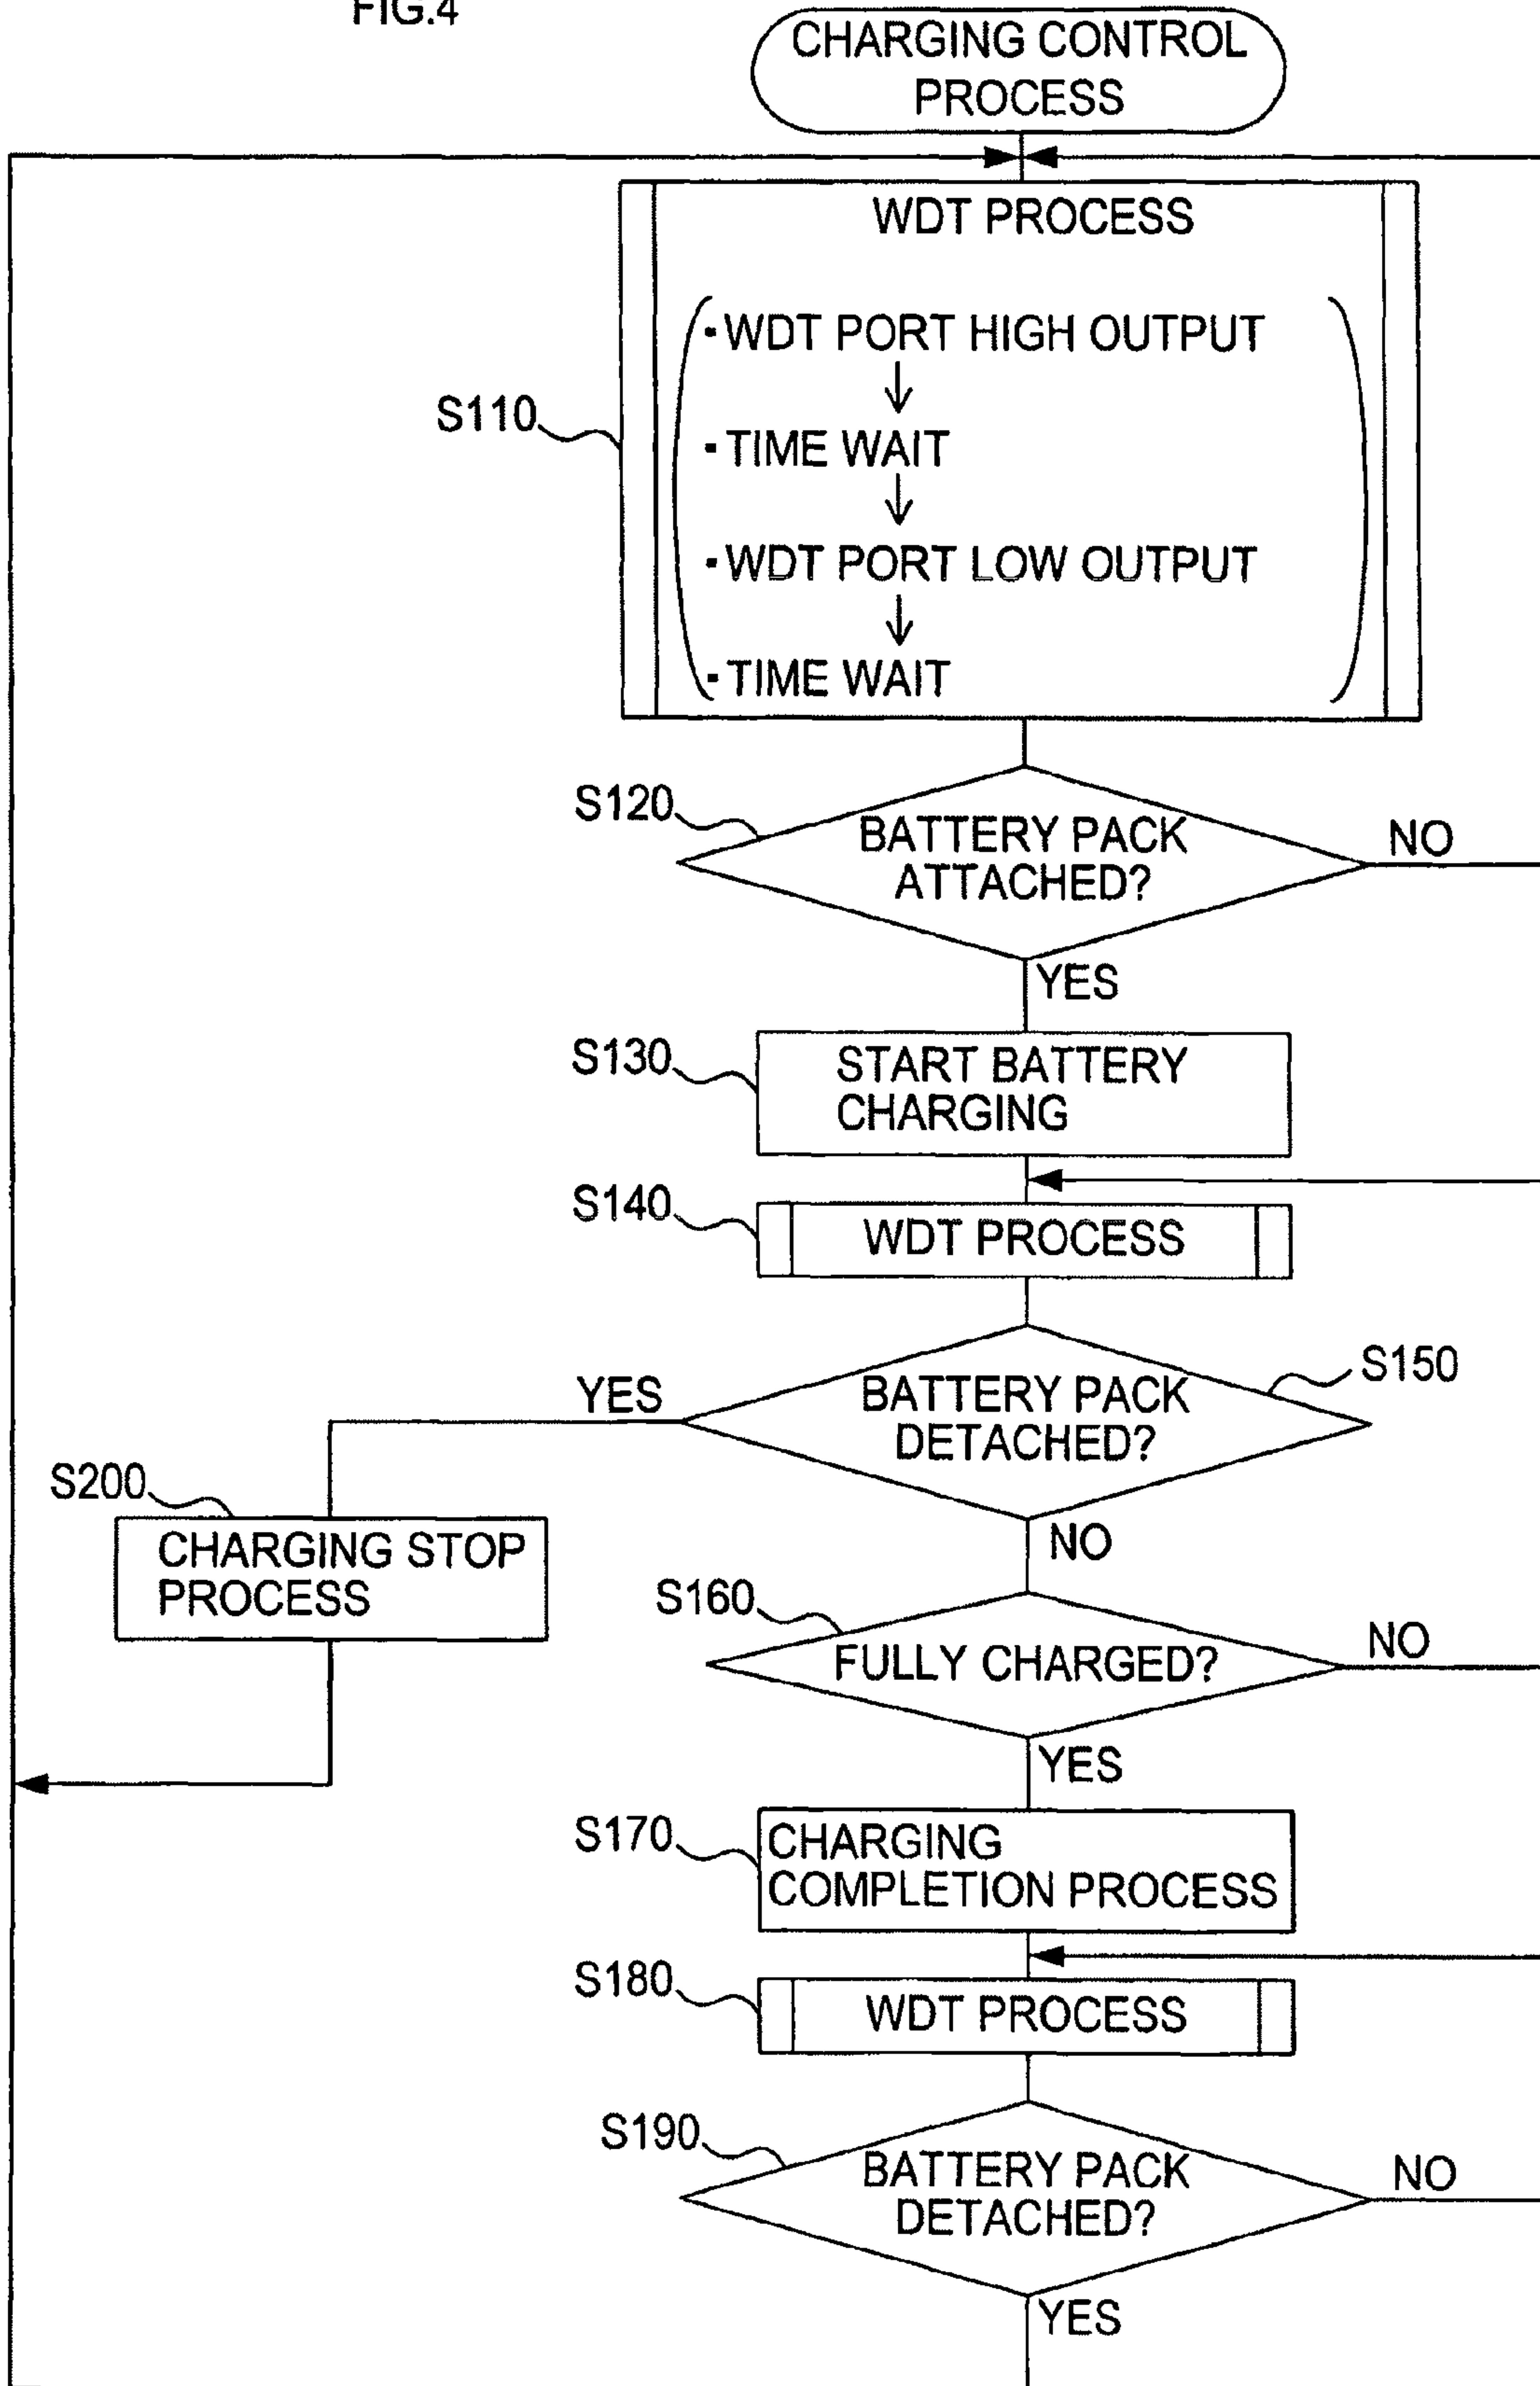 FIG.4
CHARGING CONTROL
PROCESS
WDT PROCESS
▪WDT PORT HIGH OUTPUT
S110
▪TIME WAIT
▪WDT PORT LOW OUTPUT
▪TIME WAIT
S120
BATTERY PACK
ATTACHED?
NO
YES
S130
START BATTERY
CHARGING
S140
WDT PROCESS
S150
YES
BATTERY PACK
DETACHED?
S200
CHARGING STOP
PROCESS
NO
S160
FULLY CHARGED?
NO
YES
S170
CHARGING
COMPLETION PROCESS
S180
WDT PROCESS
S190
BATTERY PACK
DETACHED?
NO
YES